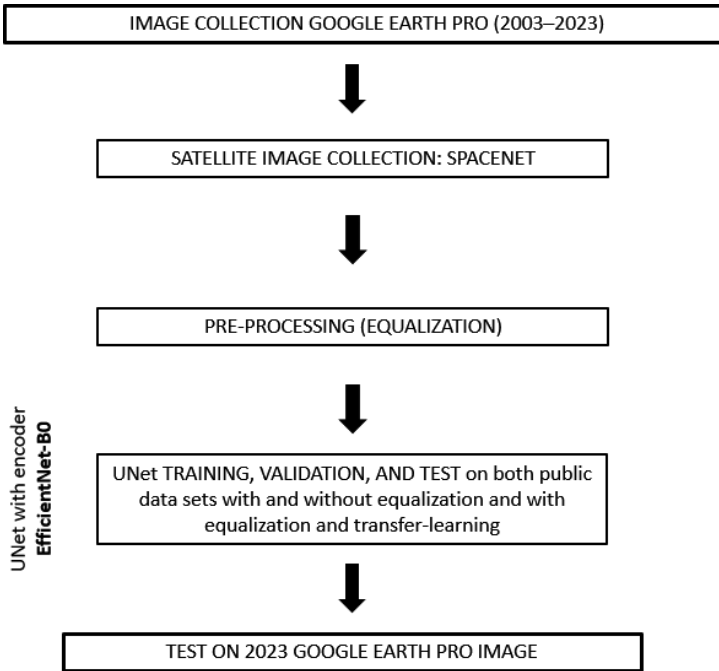 IMAGE COLLECTION GOOGLE EARTH PRO (2003–2023)
SATELLITE IMAGE COLLECTION: SPACENET
PRE-PROCESSING (EQUALIZATION)
UNet with encoder
EfficientNet-B0
UNet TRAINING, VALIDATION, AND TEST on both public
data sets with and without equalization and with
equalization and transfer-learning
TEST ON 2023 GOOGLE EARTH PRO IMAGE